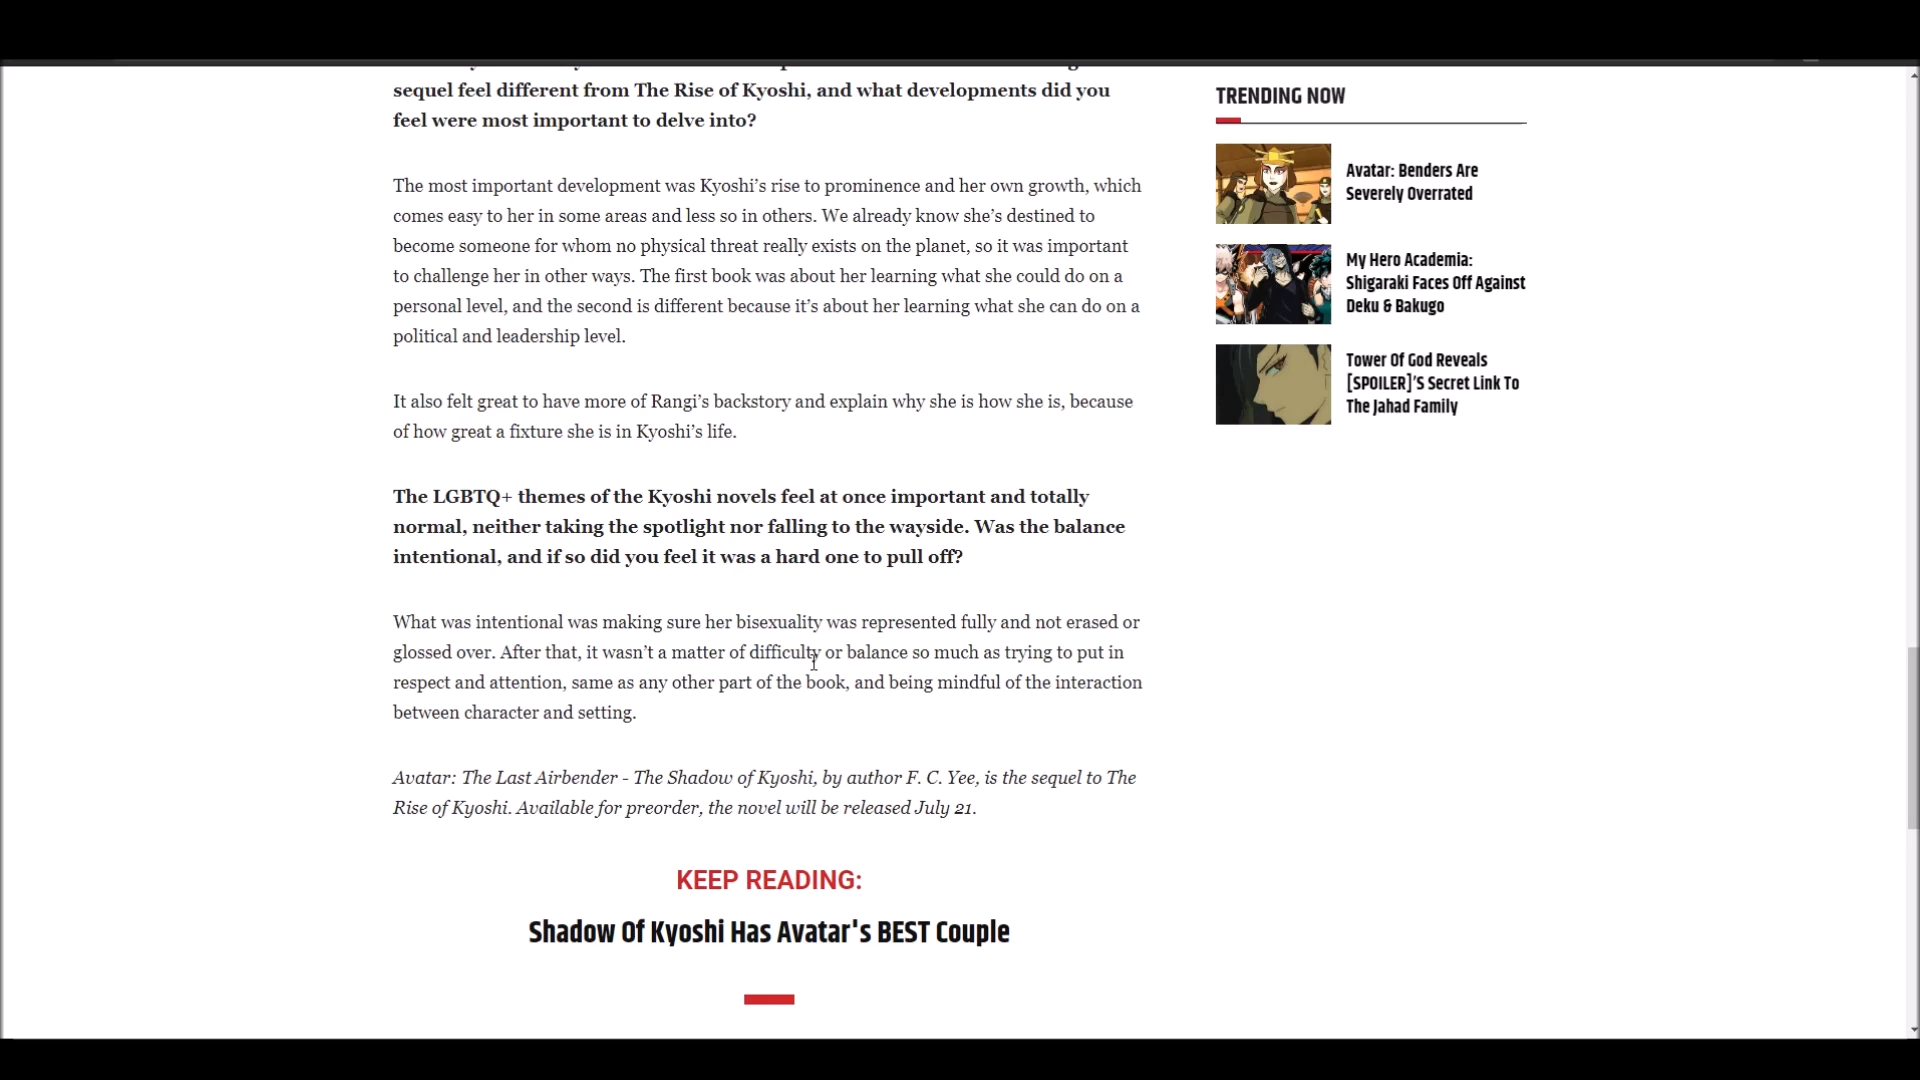 sequel feel different from The Rise of Kyoshi, and what developments did you
feel were most important to delve into?
The most important development was Kyoshi’s rise to prominence and her own growth, which
comes easy to her in some areas and less so in others. We already know she’s destined to
become someone for whom no physical threat really exists on the planet, so it was important
to challenge her in other ways. The first book was about her learning what she could do on a
personal level, and the second is different because it’s about her learning what she can do on a
political and leadership level.
It also felt great to have more of Rangi’s backstory and explain why she is how she is, because
of how great a fixture she is in Kyoshi’s life.
The LGBTQ+ themes of the Kyoshi novels feel at once important and totally
normal, neither taking the spotlight nor falling to the wayside. Was the balance
intentional, and if so did you feel it was a hard one to pull off?
What was intentional was making sure her bisexuality was represented fully and not erased or
glossed over. After that, it wasn’t a matter of difficulty or balance so much as trying to put in
respect and attention, same as any other part of the book, and being mindful of the interaction
between character and setting.
Avatar: The Last Airbender - The Shadow of Kyoshi, by author F. C. Yee, is the sequel to The
Rise of Kyoshi. Available for preorder, the novel will be released July 21.
KEEP READING:
Shadow Of Kyoshi Has Avatar's BEST Couple
TRENDING NOW
Avatar: Benders Are
Severely Overrated
My Hero Academia:
Shigaraki Faces Off Against
Deku & Bakugo
Tower Of God Reveals
[SPOILER]'S Secret Link To
The Jahad Family